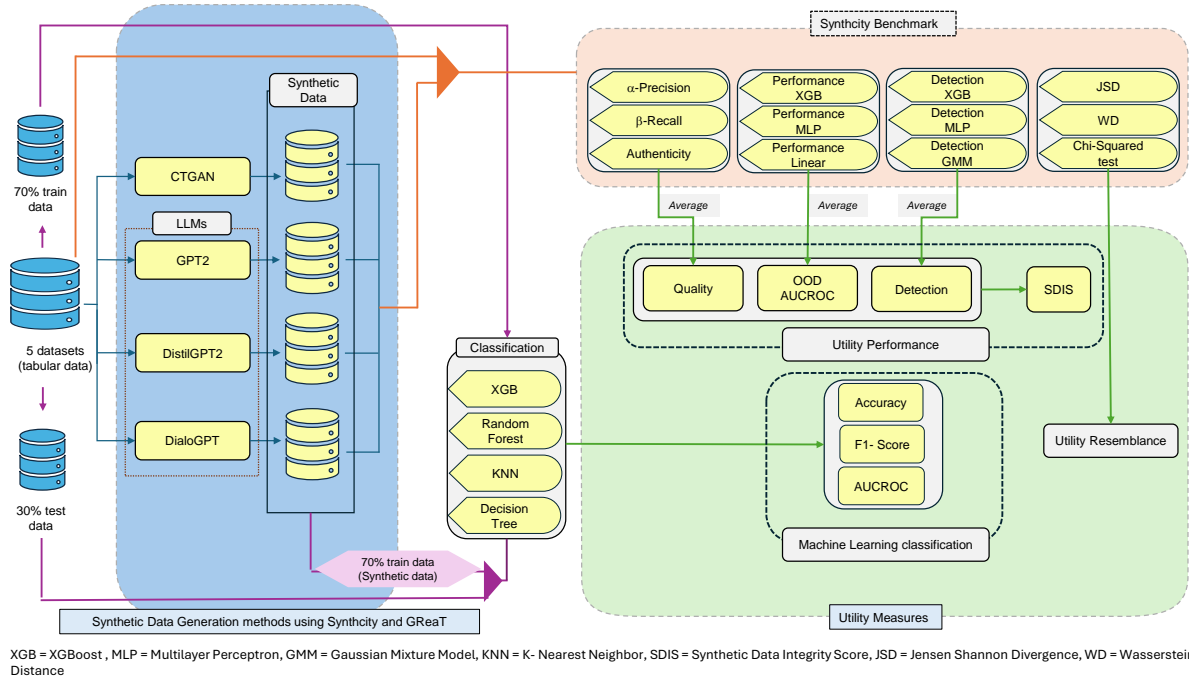 Synthcity Benchmark
Synthetic
Data
α-Precision
β-Recall
Authenticity
Performance
XGB
Performance
MLP
Performance
Linear
Detection
XGB
Detection
MLP
Detection
GMM
JSD
WD
Chi-Squared
test
70% train
data
CTGAN
LLMs
GPT2
DistilGPT2
DialoGPT
5 datasets
(tabular data)
30% test
data
Average
Average
Average
Quality
OOD
AUCROC
Detection
SDIS
Utility Performance
Classification
XGB
Random
Forest
KNN
Decision
Tree
Accuracy
F1- Score
AUCROC
Machine Learning classification
Utility Resemblance
70% train data
(Synthetic data)
Synthetic Data Generation methods using Synthcity and GReaT
Utility Measures
XGB = XGBoost , MLP = Multilayer Perceptron, GMM = Gaussian Mixture Model, KNN = K- Nearest Neighbor, SDIS = Synthetic Data Integrity Score, JSD = Jensen Shannon Divergence, WD = Wasserstein
Distance